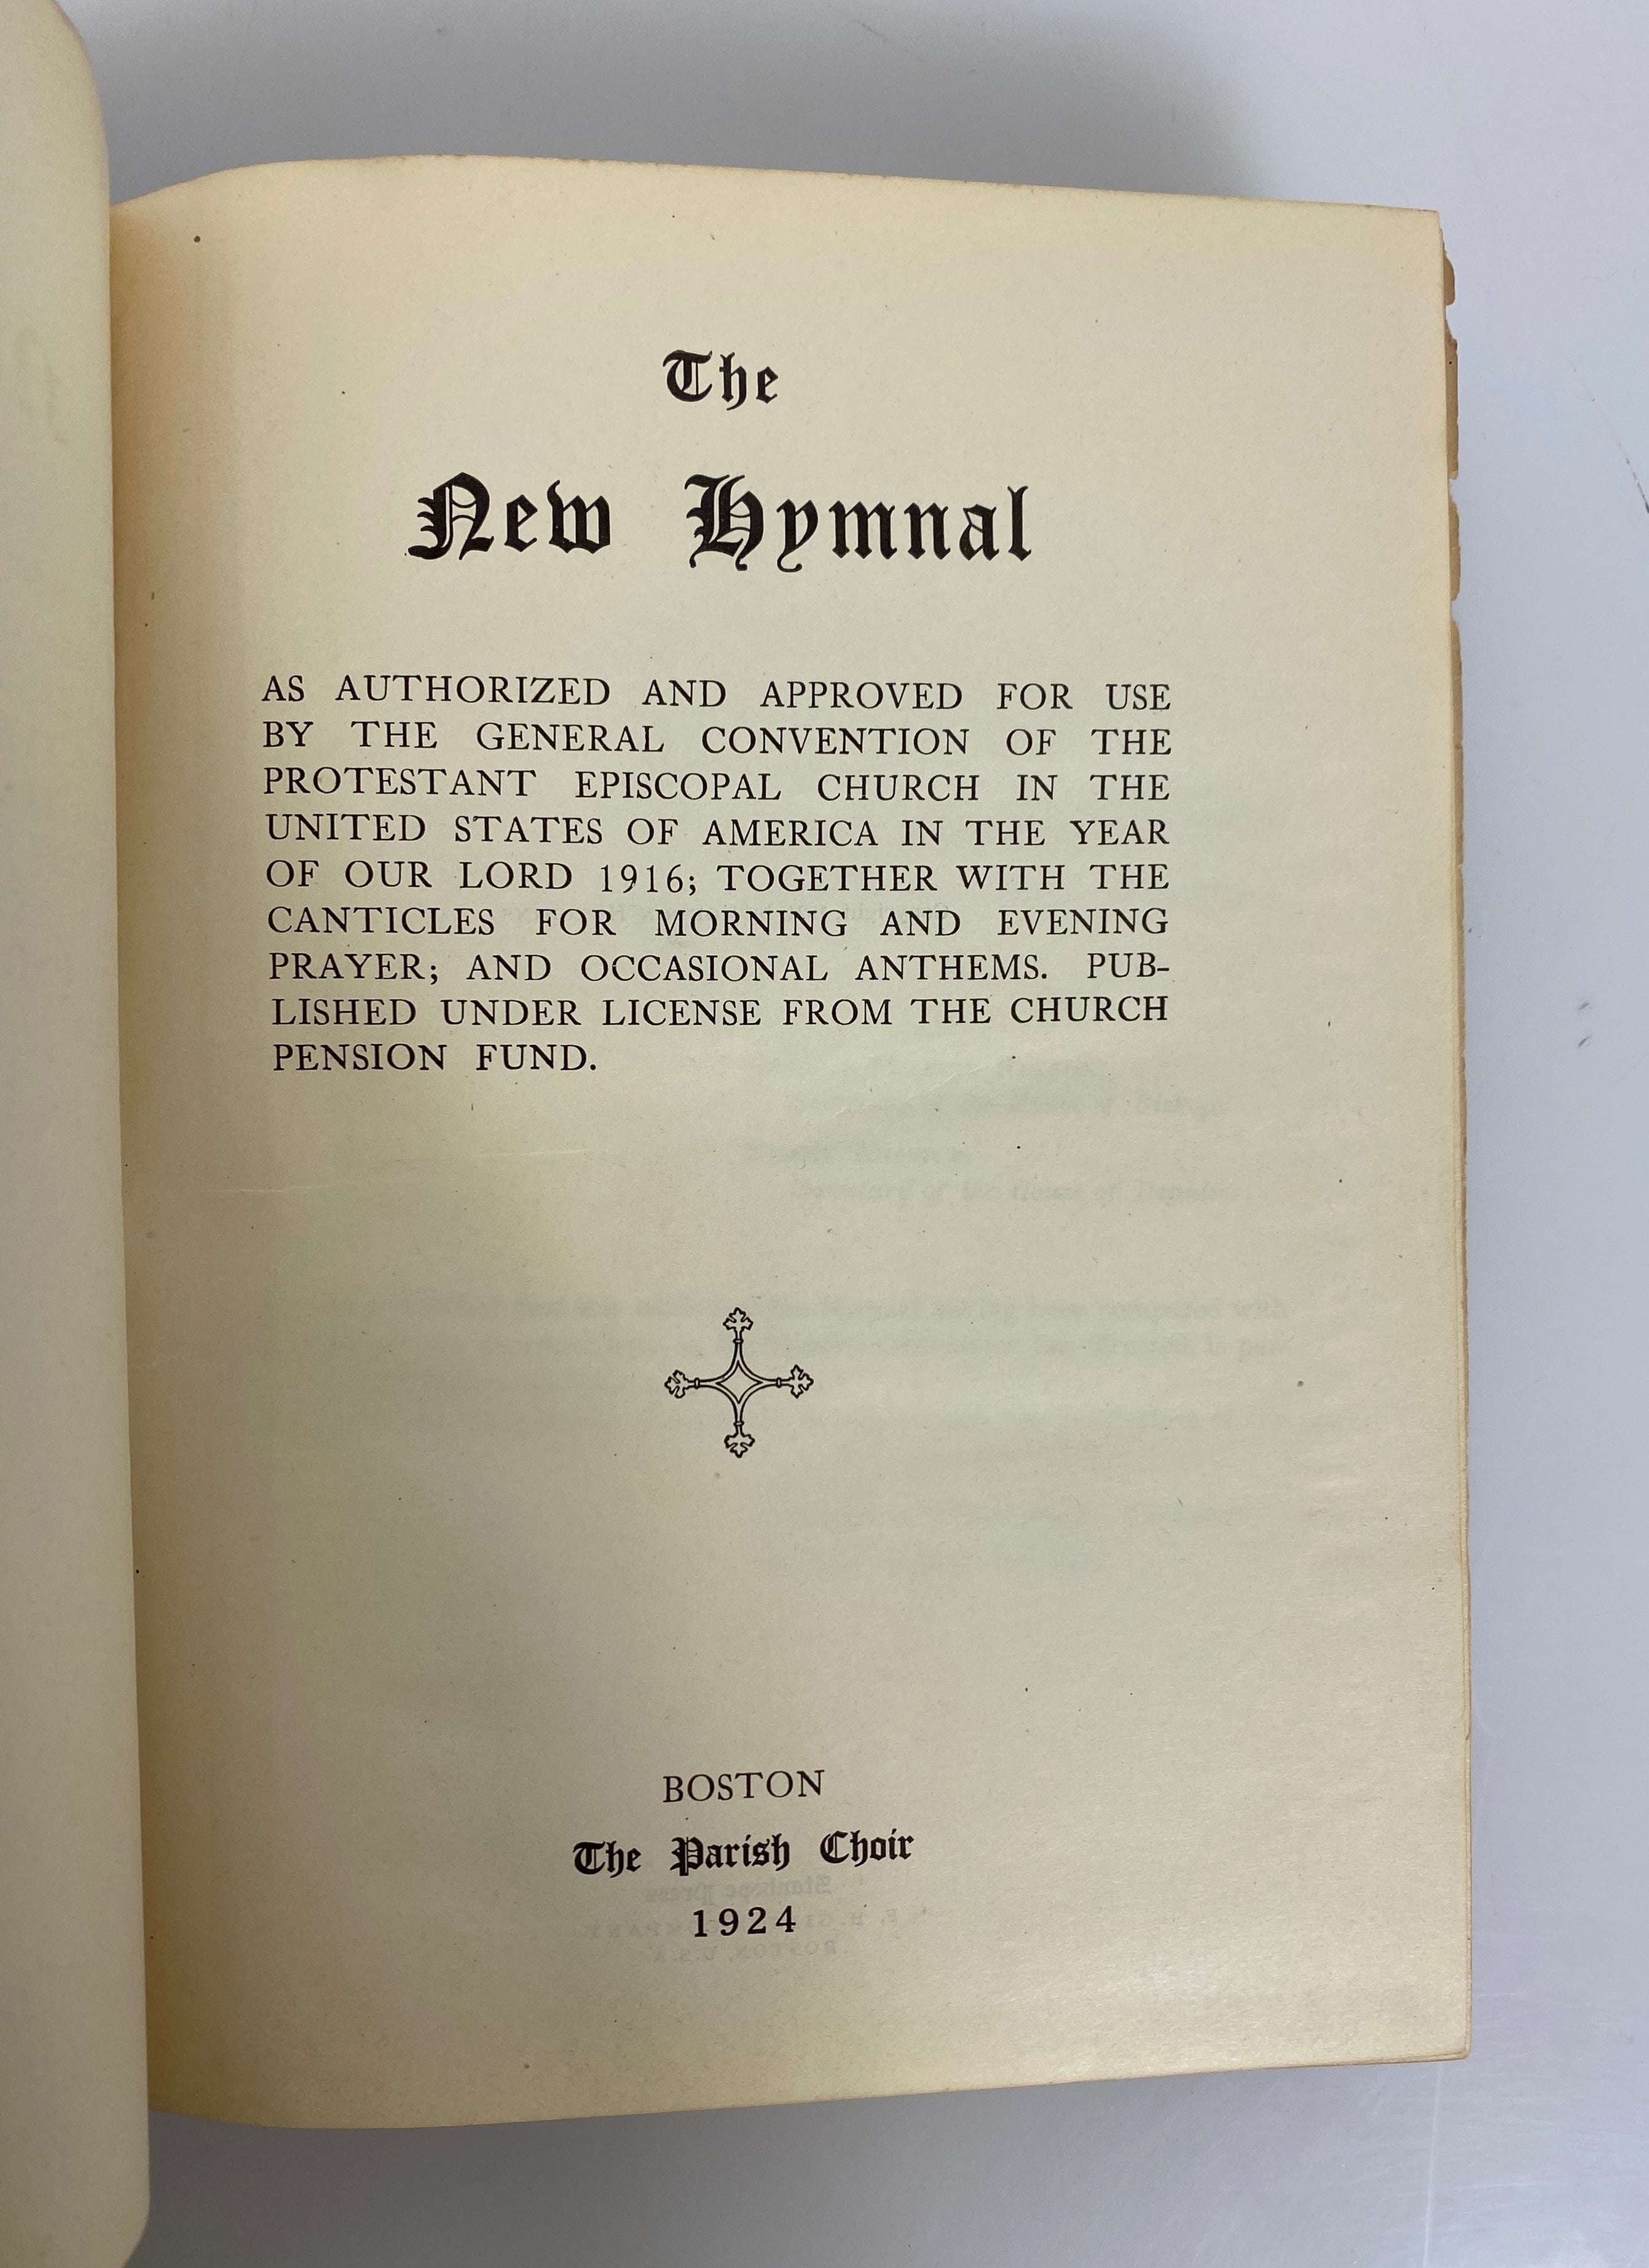 The
New Hymnal
AS AUTHORIZED AND APPROVED FOR USE
BY THE GENERAL CONVENTION OF THE
PROTESTANT EPISCOPAL CHURCH IN THE
UNITED STATES OF AMERICA IN THE YEAR
OF OUR LORD 1916; TOGETHER WITH THE
CANTICLES FOR MORNING AND EVENING
PRAYER; AND OCCASIONAL ANTHEMS. PUB-
LISHED UNDER LICENSE FROM THE CHURCH
PENSION FUND.
BOSTON
The Parish Choir
1924